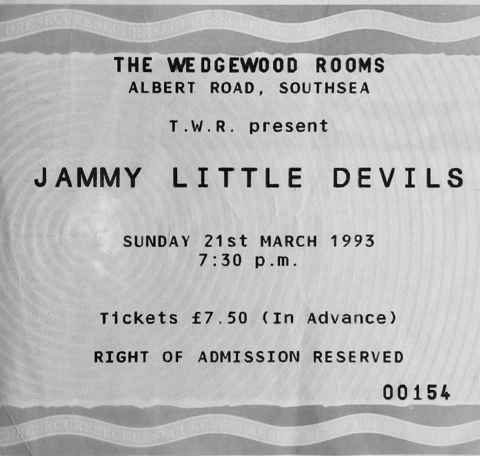 THE WEDGEWOOD ROOMS
ALBERT ROAD, SOUTHSEA
T.W.R. present
JAMMY LITTLE DEVILS
SUNDAY 21st MARCH 1993
7:30 p.m.
Tickets £7.50 (In Advance)
RIGHT OF ADMISSION RESERVED
00154